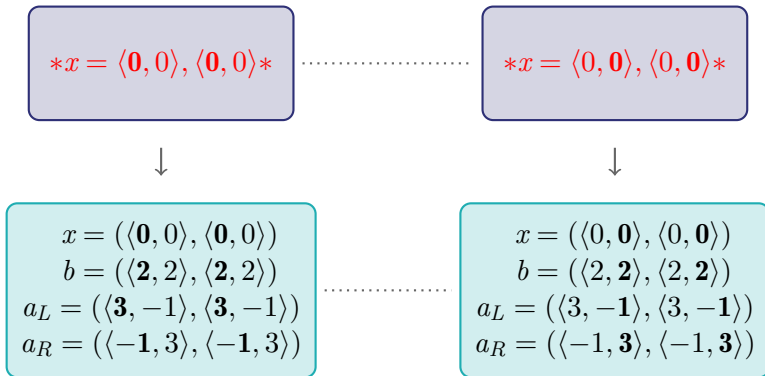 ∗x = ⟨𝟎, 0⟩, ⟨𝟎, 0⟩∗
∗x = ⟨0, 𝟎⟩, ⟨0, 𝟎⟩∗
↓
↓
x = (⟨𝟎, 0⟩, ⟨𝟎, 0⟩)
b = (⟨𝟐, 2⟩, ⟨𝟐, 2⟩)
a_L = (⟨𝟑, −1⟩, ⟨𝟑, −1⟩)
a_R = (⟨−𝟏, 3⟩, ⟨−𝟏, 3⟩)
x = (⟨0, 𝟎⟩, ⟨0, 𝟎⟩)
b = (⟨2, 𝟐⟩, ⟨2, 𝟐⟩)
a_L = (⟨3, −𝟏⟩, ⟨3, −𝟏⟩)
a_R = (⟨−1, 𝟑⟩, ⟨−1, 𝟑⟩)